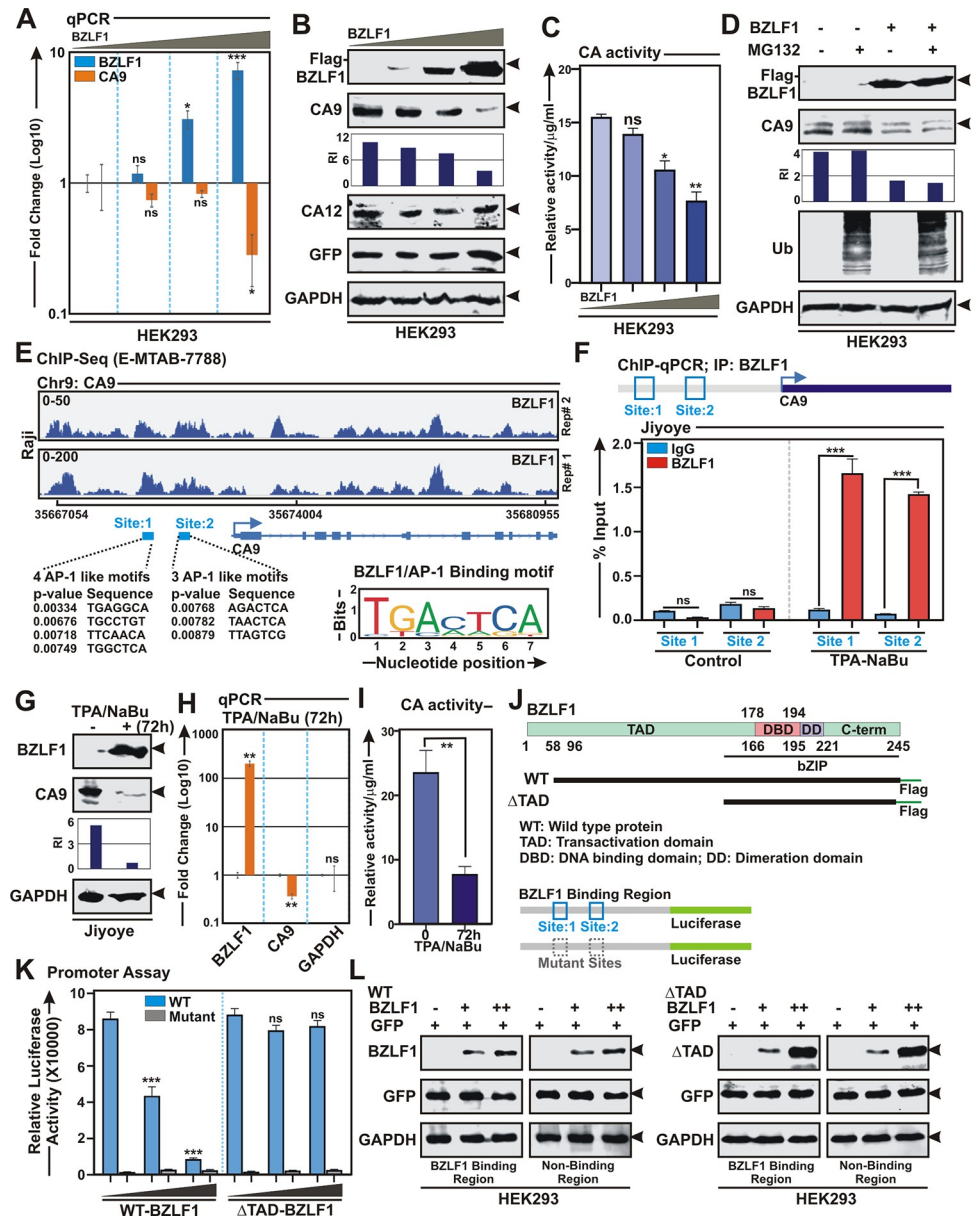 A
qPCR
BZLF1
10
1
0.1
Fold Change (Log10)
BZLF1
CA9
ns
ns
*
ns
***
*
HEK293
B
BZLF1
Flag-
BZLF1
CA9
12
6
0
RI
CA12
GFP
GAPDH
HEK293
C
CA activity
20
15
10
5
0
Relative activity/µg/ml
ns
*
**
BZLF1
HEK293
D
BZLF1 - - + +
MG132 - + - +
Flag-
BZLF1
CA9
4
2
0
RI
Ub
GAPDH
HEK293
E
ChIP-Seq (E-MTAB-7788)
Chr9: CA9
Raji
0-50 BZLF1 Rep# 2
0-200 BZLF1 Rep# 1
35667054 35674004 35680955
Site:1 Site:2
CA9
4 AP-1 like motifs
p-value Sequence
0.00334 TGAGGCA
0.00676 TGCCTGT
0.00718 TTCAACA
0.00749 TGGCTCA
3 AP-1 like motifs
p-value Sequence
0.00768 AGACTCA
0.00782 TAACTCA
0.00879 TTAGTCG
BZLF1/AP-1 Binding motif
Bits
1
0
TGACTCA
1 2 3 4 5 6 7
Nucleotide position
F
ChIP-qPCR; IP: BZLF1
Site:1 Site:2 CA9
Jiyoye
2.0
1.5
1.0
0.5
0.0
% Input
IgG
BZLF1
ns ns *** ***
Site 1 Site 2 Site 1 Site 2
Control TPA-NaBu
G
TPA/NaBu
- + (72h)
BZLF1
CA9
6
3
0
RI
GAPDH
Jiyoye
H
qPCR
TPA/NaBu (72h)
1000
100
10
1
0.1
Fold Change (Log10)
** ** ns
BZLF1 CA9 GAPDH
I
CA activity
30
20
10
0
Relative activity/µg/ml
**
0 72h
TPA/NaBu
J
BZLF1
178 194
TAD DBD DD C-term
1 58 96 166 195 221 245
bZIP
WT
Flag
ΔTAD
Flag
WT: Wild type protein
TAD: Transactivation domain
DBD: DNA binding domain; DD: Dimeration domain
BZLF1 Binding Region
Site:1 Site:2 Luciferase
Mutant Sites Luciferase
K
Promoter Assay
10
8
6
4
2
0
Relative Luciferase
Activity (X10000)
WT
Mutant
*** *** ns ns
WT-BZLF1 ΔTAD-BZLF1
L
WT
BZLF1 - + ++ - + ++
GFP + + + + + +
BZLF1
GFP
GAPDH
BZLF1 Binding
Region
Non-Binding
Region
HEK293
ΔTAD
BZLF1 - + ++ - + ++
GFP + + + + + +
ΔTAD
GFP
GAPDH
BZLF1 Binding
Region
Non-Binding
Region
HEK293